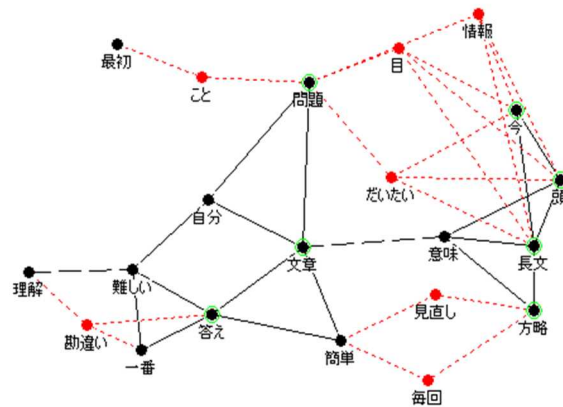 情報
最初
目
こと
問題
今
だいたい
頭
自分
文章
意味
長文
理解
難しい
見直し
答え
方略
勘違い
簡単
一番
毎回